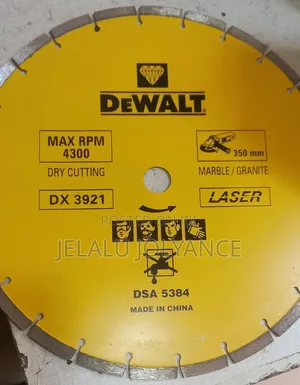 DEWALT
MAX RPM
4300
DRY CUTTING
DX 3921
350 mm
MARBLE / GRANITE
LASER
JELALU JOLYANCE
DSA 5384
MADE IN CHINA